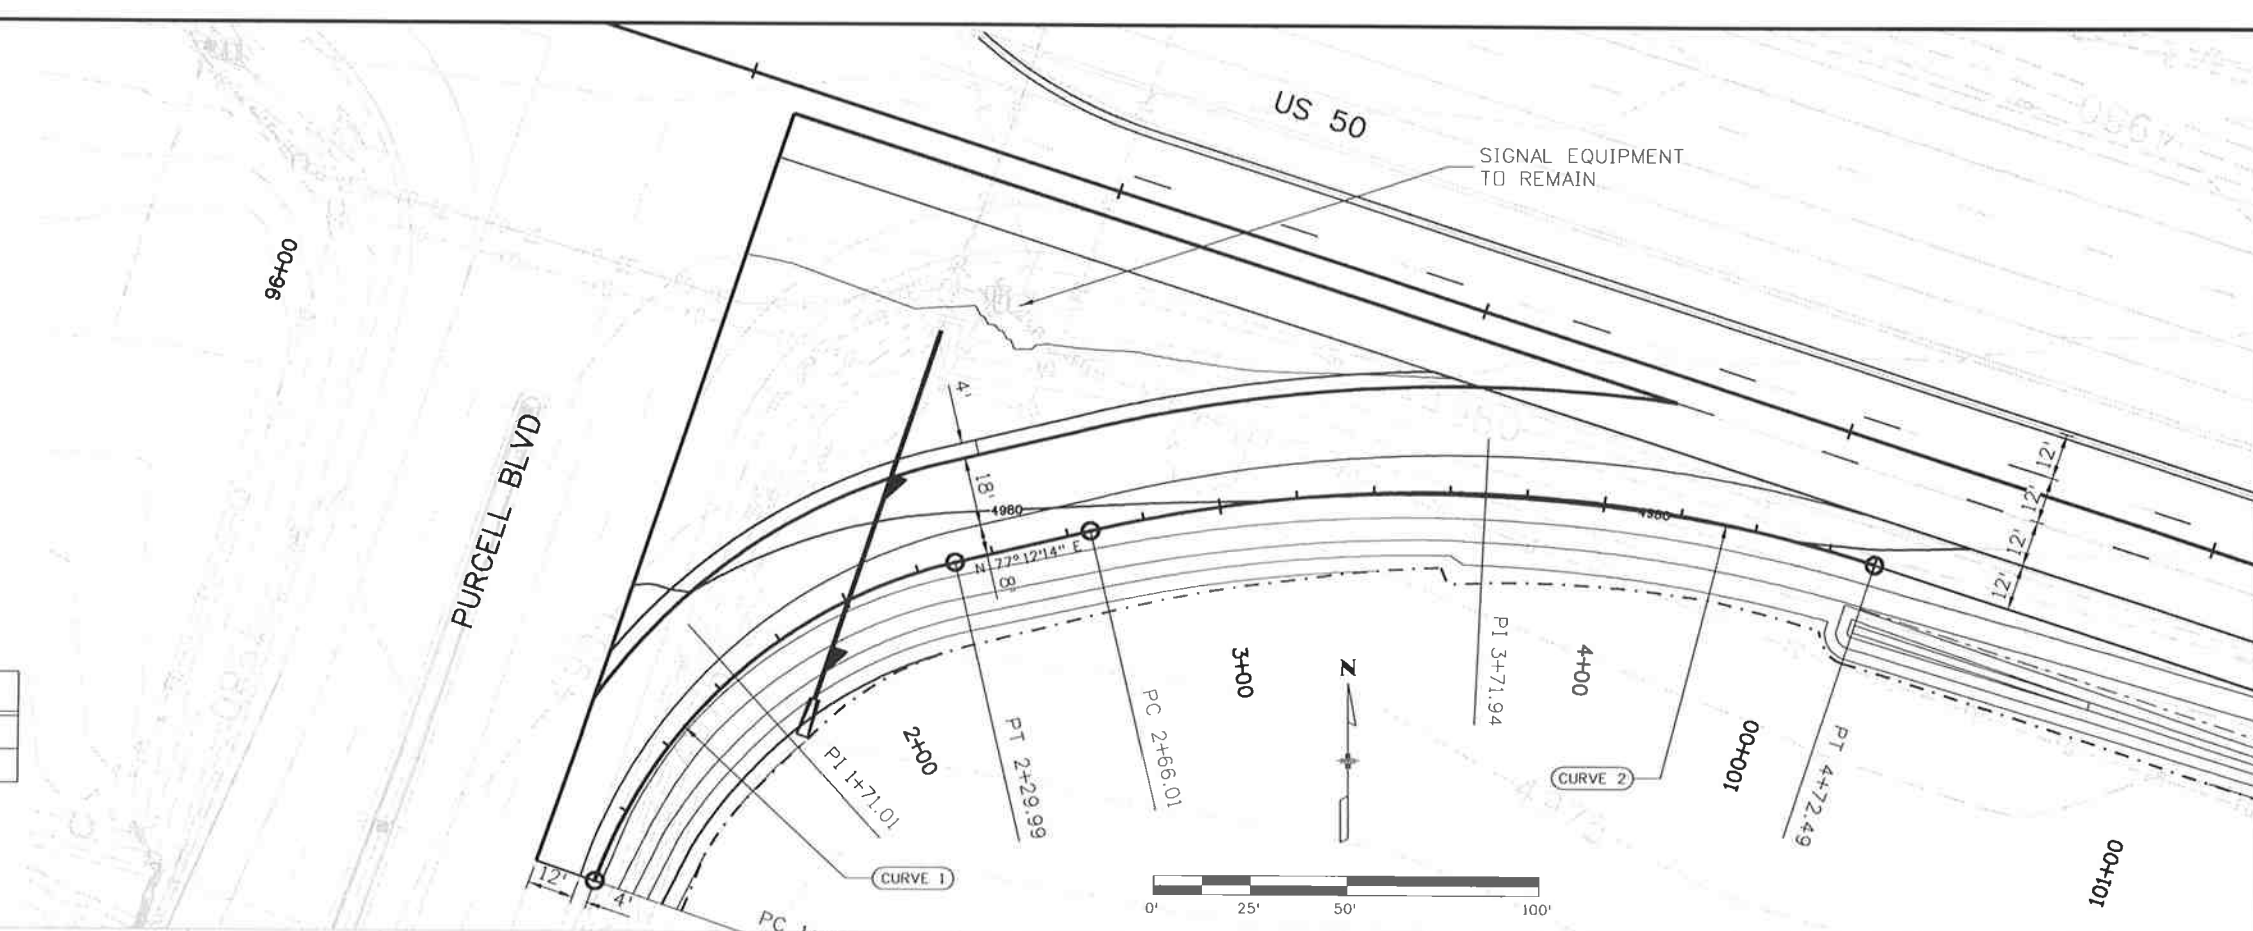 US 50
SIGNAL EQUIPMENT
TO REMAIN
96+00
PURCELL BLVD
4'
18'
4980
N 77°12'14" E
8'
4980
12'
12'
12'
12'
PI 1+71.01
2+00
PT 2+29.99
PC 2+66.01
3+00
N
PI 3+71.94
4+00
CURVE 2
100+00
PT 4+72.49
101+00
CURVE 1
12'
4'
PC
0'
25'
50'
100'